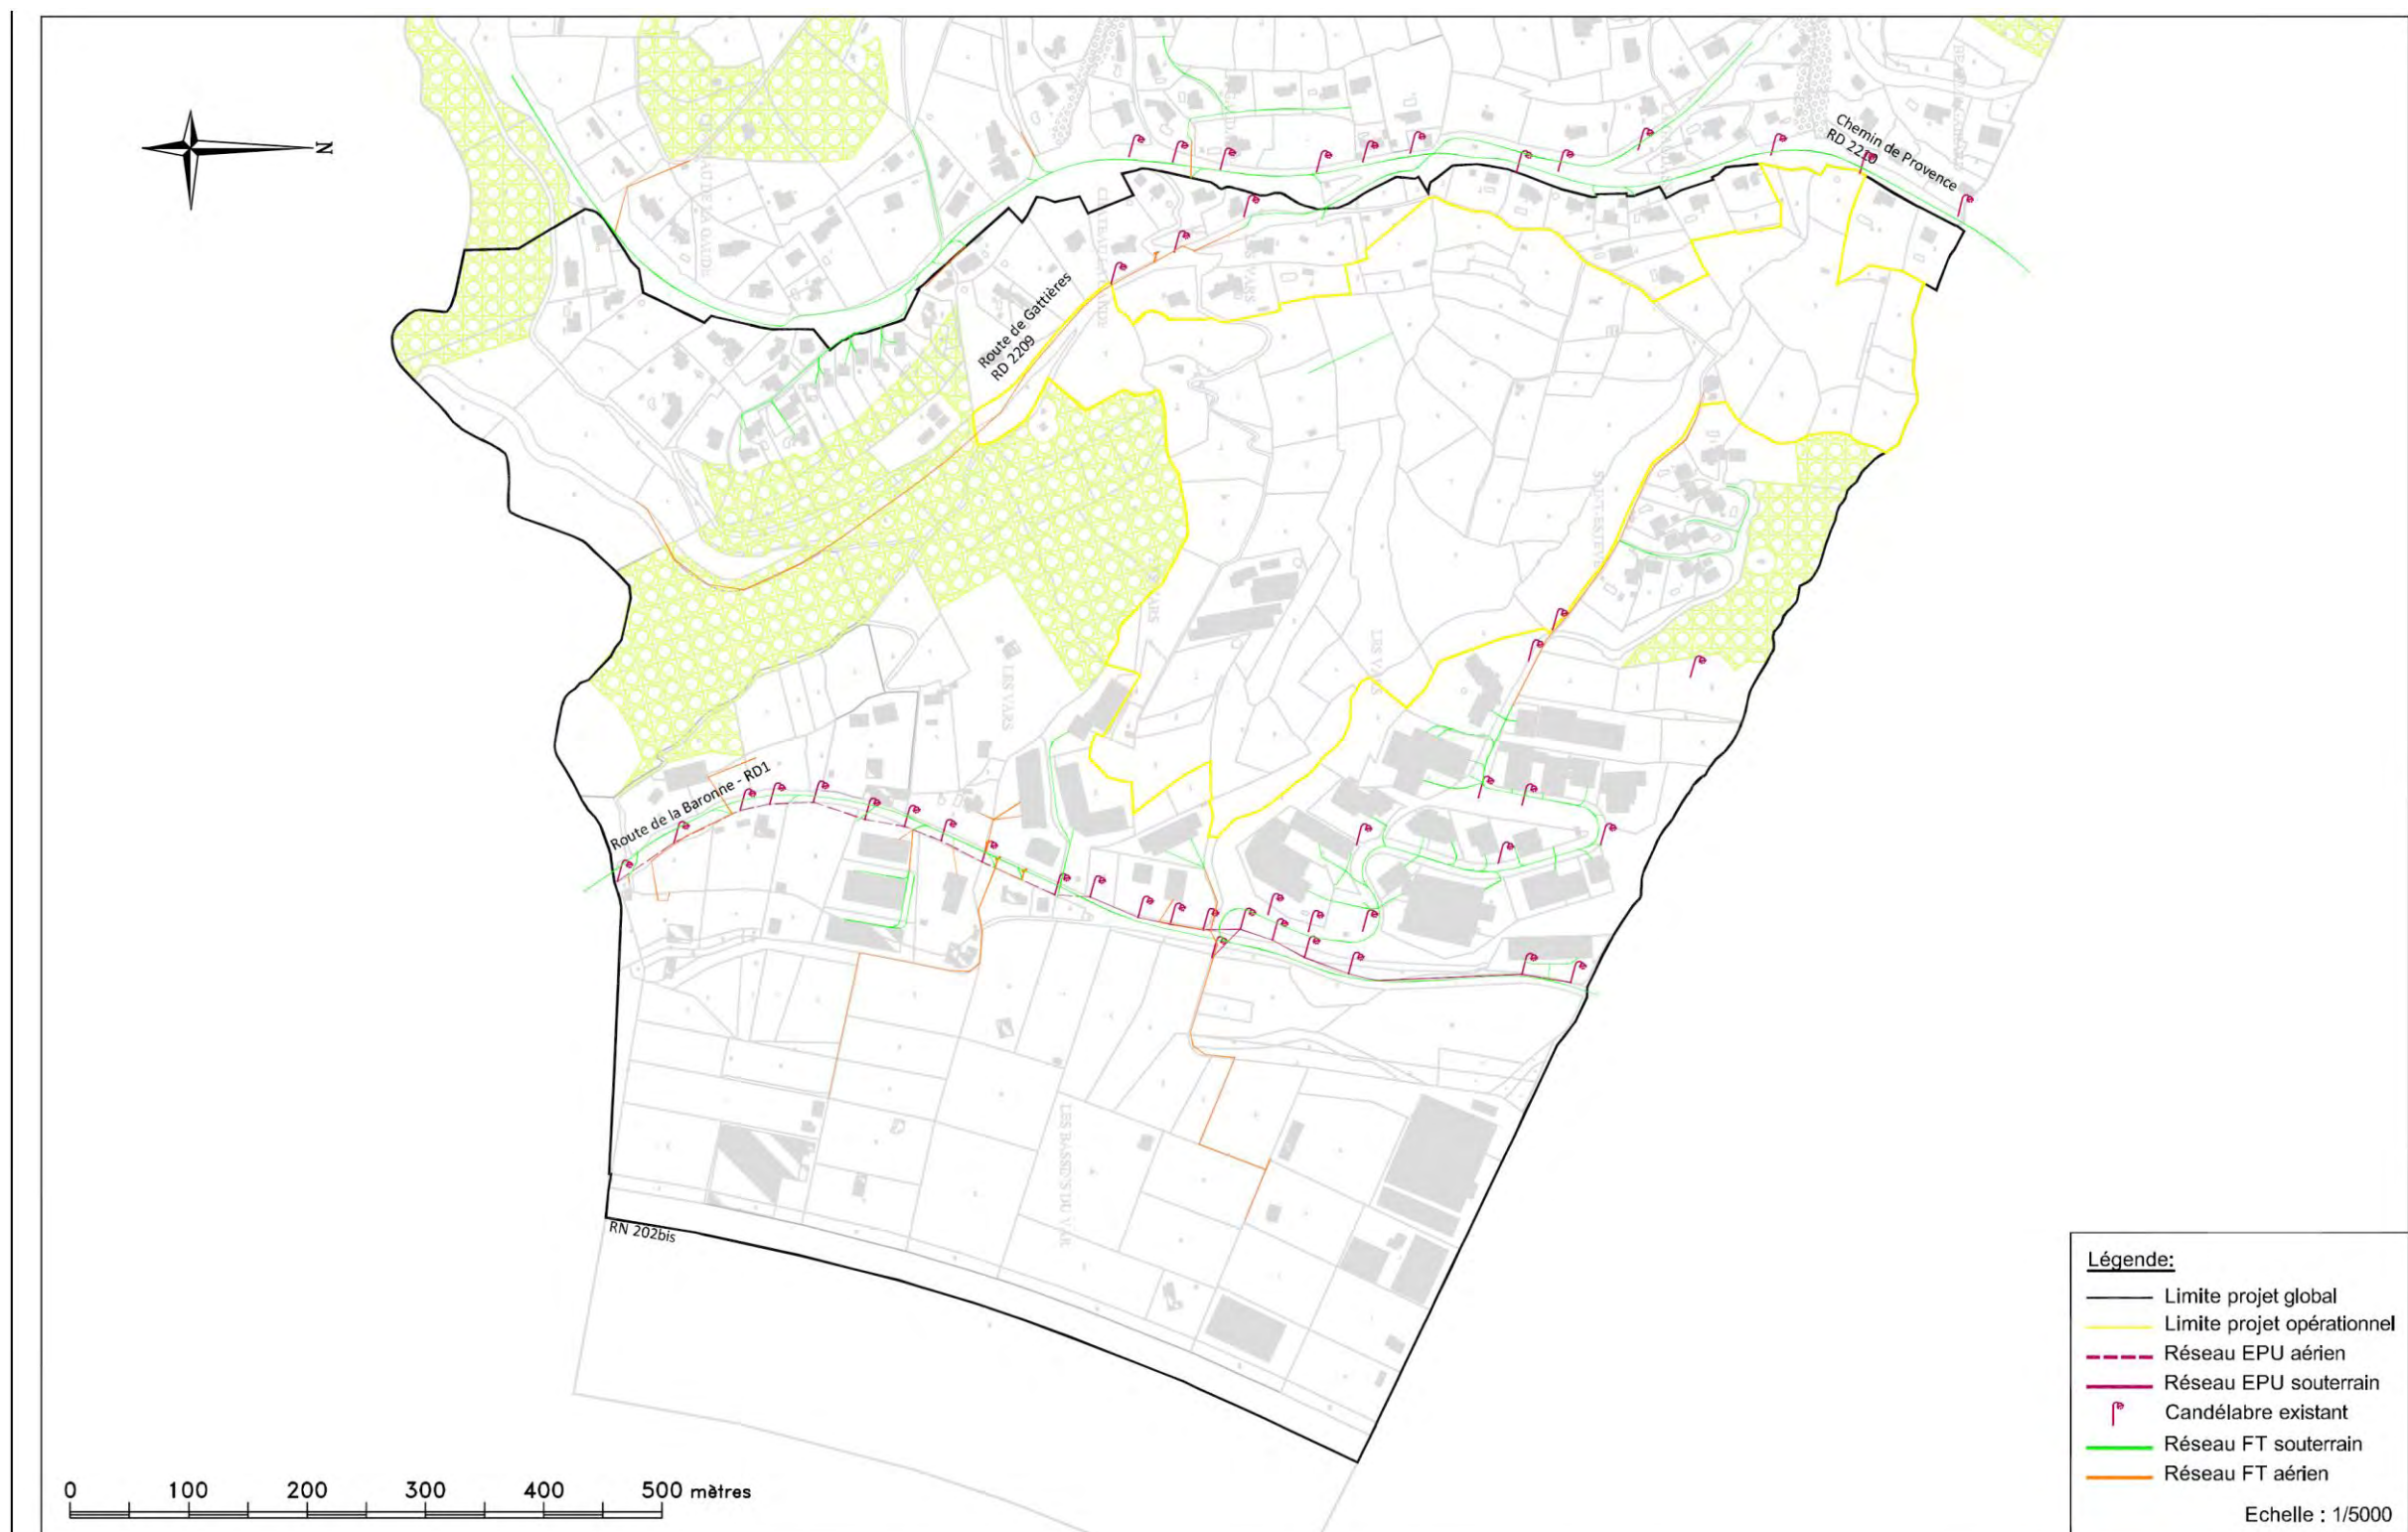 N
Chemin de Provence
RD 2210
Route de Gattières
RD 2209
SAINT-ESTEVE
LES VARS
LES VARS
Route de la Baronne - RD1
LES BASSES DU VAR
RN 202bis
Légende:
Limite projet global
Limite projet opérationnel
Réseau EPU aérien
Réseau EPU souterrain
Candélabre existant
Réseau FT souterrain
Réseau FT aérien
Echelle : 1/5000
0 100 200 300 400 500 mètres